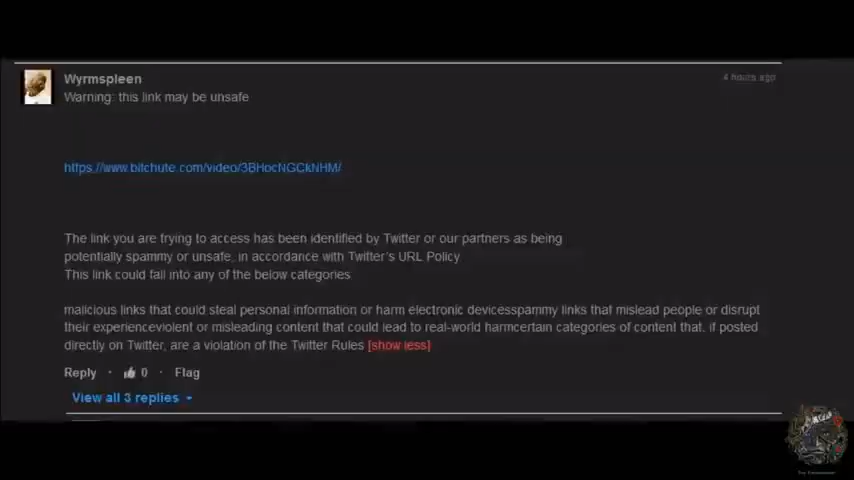 Wyrmspleen
4 hours ago
Warning: this link may be unsafe
https://www.bitchute.com/video/3BHocNGCkNHM/
The link you are trying to access has been identified by Twitter or our partners as being
potentially spammy or unsafe, in accordance with Twitter's URL Policy
This link could fall into any of the below categories
malicious links that could steal personal information or harm electronic devicesspammy links that mislead people or disrupt
their experienceviolent or misleading content that could lead to real-world harmcertain categories of content that, if posted
directly on Twitter, are a violation of the Twitter Rules [show less]
Reply · 0 · Flag
View all 3 replies